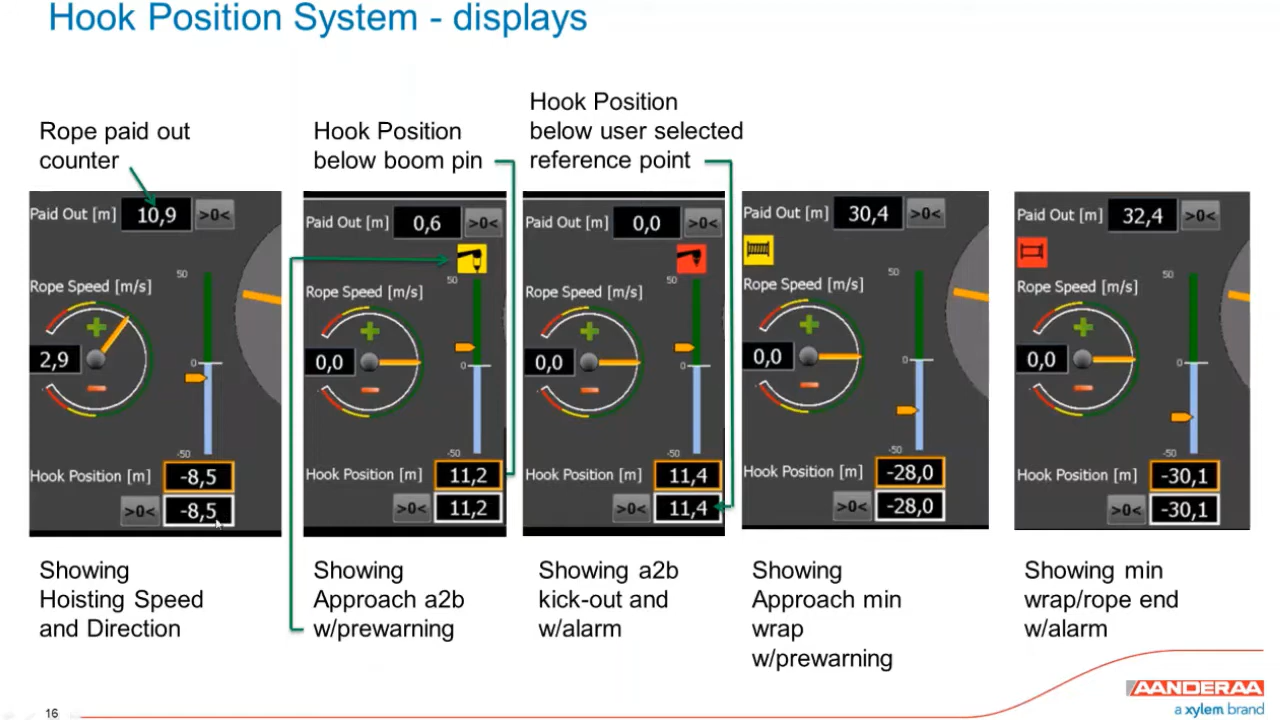 Hook Position System - displays
Rope paid out
counter
Hook Position
below boom pin
Hook Position
below user selected
reference point
Paid Out [m] 10,9 >0<
50
Rope Speed [m/s]
2,9
0
-50
Hook Position [m] -8,5
>0< -8,5
Paid Out [m] 0,6 >0<
50
Rope Speed [m/s]
0,0
0
-50
Hook Position [m] 11,2
>0< 11,2
Paid Out [m] 0,0 >0<
50
Rope Speed [m/s]
0,0
0
-50
Hook Position [m] 11,4
>0< 11,4
Paid Out [m] 30,4 >0<
50
Rope Speed [m/s]
0,0
0
-50
Hook Position [m] -28,0
>0< -28,0
Paid Out [m] 32,4 >0<
50
Rope Speed [m/s]
0,0
0
-50
Hook Position [m] -30,1
>0< -30,1
Showing
Hoisting Speed
and Direction
Showing
Approach a2b
w/prewarning
Showing a2b
kick-out and
w/alarm
Showing
Approach min
wrap
w/prewarning
Showing min
wrap/rope end
w/alarm
16
AANDERAA
a xylem brand